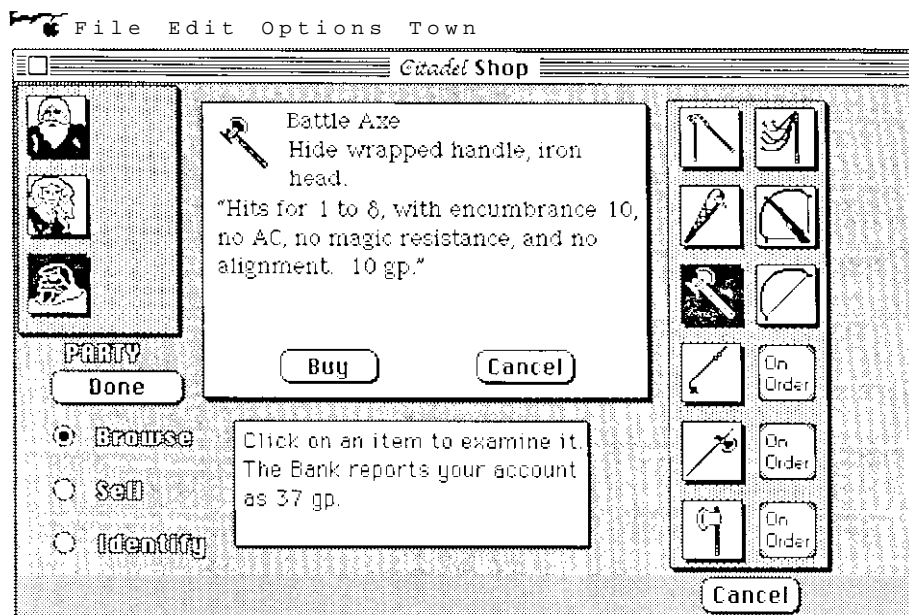 File Edit Options Town
Citadel Shop
Battle Axe
Hide wrapped handle, iron
head.
"Hits for 1 to 8, with encumbrance 10,
no AC, no magic resistance, and no
alignment. 10 gp."
Buy Cancel
PARTY
Done
Browse
Sell
Identify
Click on an item to examine it.
The Bank reports your account
as 37 gp.
On
Order
On
Order
On
Order
Cancel